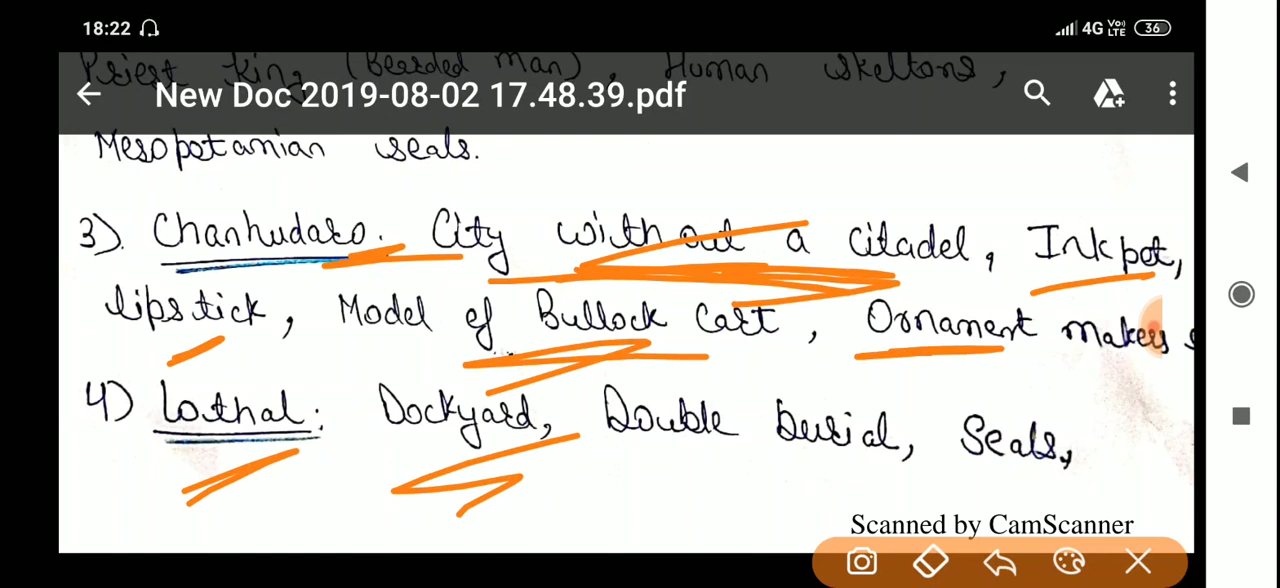 18:22 4G Vo) LTE 36
Priest King (Bearded man), Human Skeltons,
New Doc 2019-08-02 17.48.39.pdf
Mesopotamian seals.
3). Chanhudaro. City without a citadel, Inkpot,
lipstick, Model of Bullock Cart, Ornament makers
4) Lothal: Dockyard, Double burial, Seals,
Scanned by CamScanner